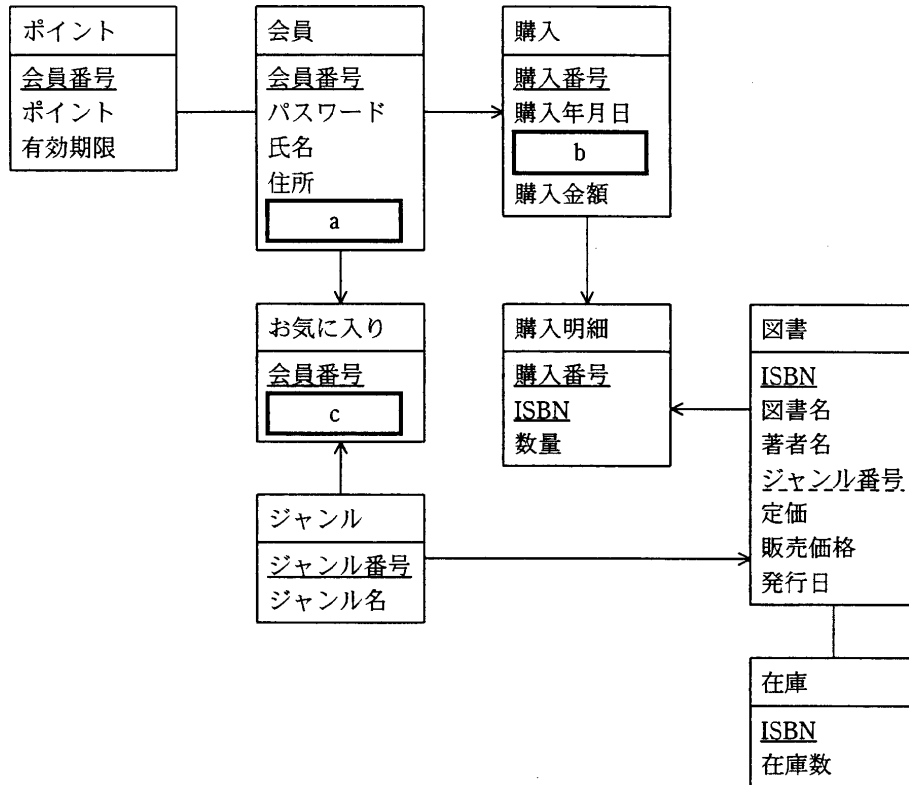 ポイント
会員番号
ポイント
有効期限
会員
会員番号
パスワード
氏名
住所
a
購入
購入番号
購入年月日
b
購入金額
お気に入り
会員番号
c
購入明細
購入番号
ISBN
数量
図書
ISBN
図書名
著者名
ジャンル番号
定価
販売価格
発行日
ジャンル
ジャンル番号
ジャンル名
在庫
ISBN
在庫数